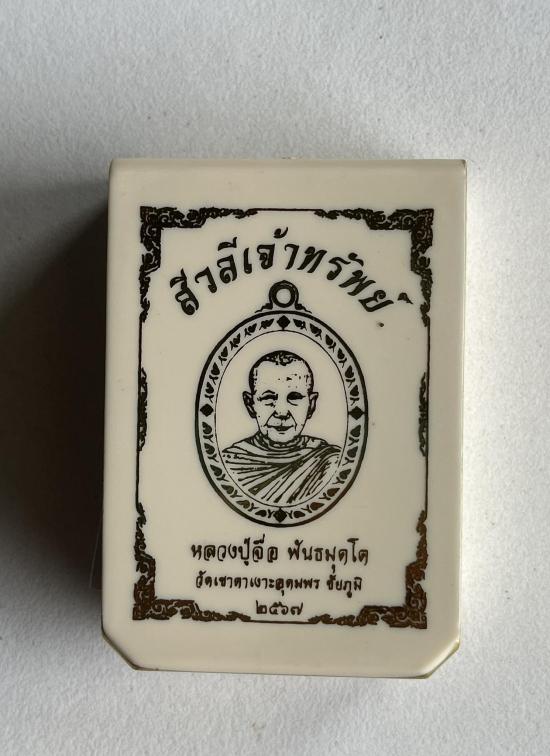 สีวลีเจ้าทรัพย์
หลวงปู่จื่อ พันธมุตโต
วัดเขาตาเงาะอุดมพร ชัยภูมิ
๒๕๖๗